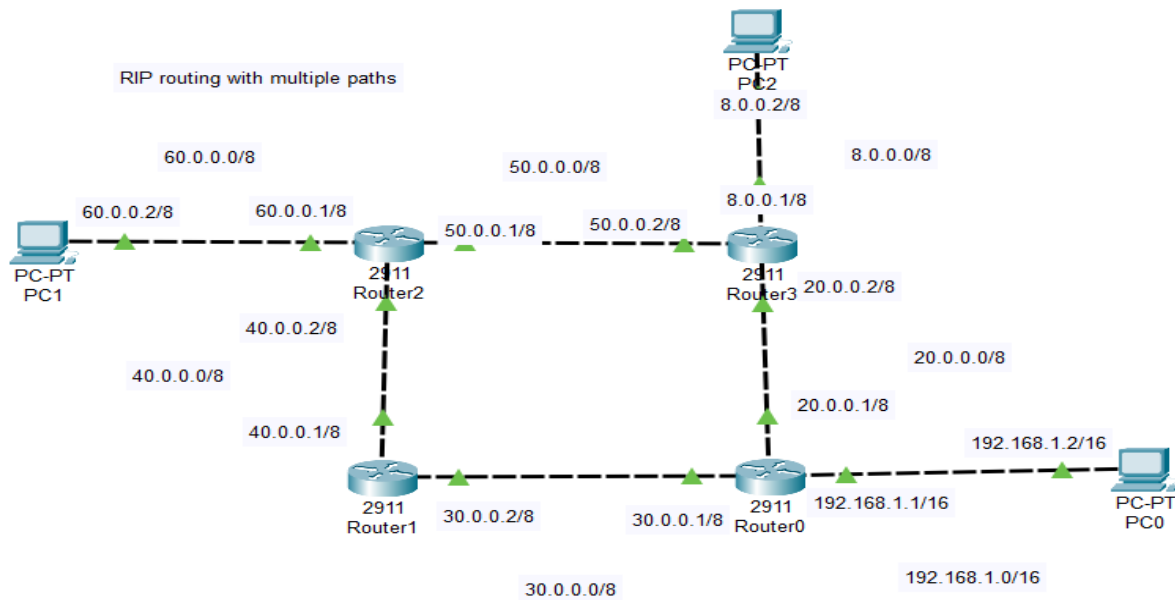 PC-PT
PC2
RIP routing with multiple paths
8.0.0.2/8
60.0.0.0/8
50.0.0.0/8
8.0.0.0/8
60.0.0.2/8
60.0.0.1/8
50.0.0.1/8
50.0.0.2/8
8.0.0.1/8
PC-PT
PC1
2911
Router2
2911
Router3
20.0.0.2/8
40.0.0.2/8
40.0.0.0/8
20.0.0.0/8
40.0.0.1/8
20.0.0.1/8
192.168.1.2/16
2911
Router1
30.0.0.2/8
30.0.0.1/8
2911
Router0
192.168.1.1/16
PC-PT
PC0
30.0.0.0/8
192.168.1.0/16